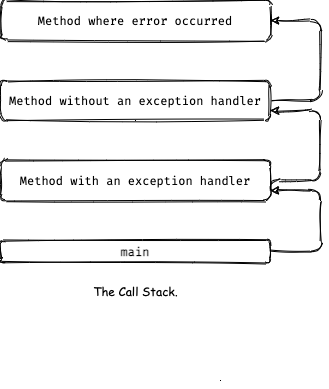 Method where error occurred
Method without an exception handler
Method with an exception handler
main
The Call Stack.